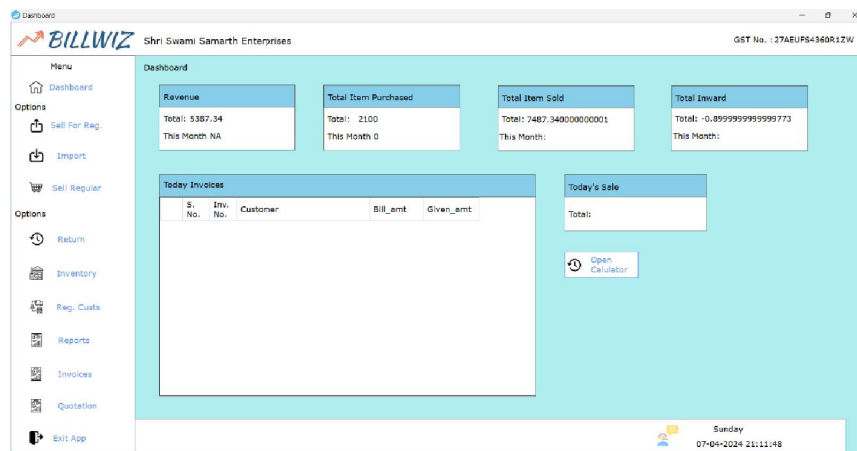 Dashboard
BILLWIZ Shri Swami Samarth Enterprises GST No. : 27AEUFS4360R1ZW
Menu
Dashboard
Options
Sell For Reg.
Import
Sell Regular
Options
Return
Inventory
Reg. Custs
Reports
Invoices
Quotation
Exit App
Dashboard
Revenue
Total: 5387.34
This Month NA
Total Item Purchased
Total: 2100
This Month 0
Total Item Sold
Total: 7487.340000000001
This Month:
Total Inward
Total: -0.8999999999999773
This Month:
Today Invoices
S. No. Inv. No. Customer Bill_amt Given_amt
Today's Sale
Total:
Open
Calulator
Sunday
07-04-2024 21:11:48